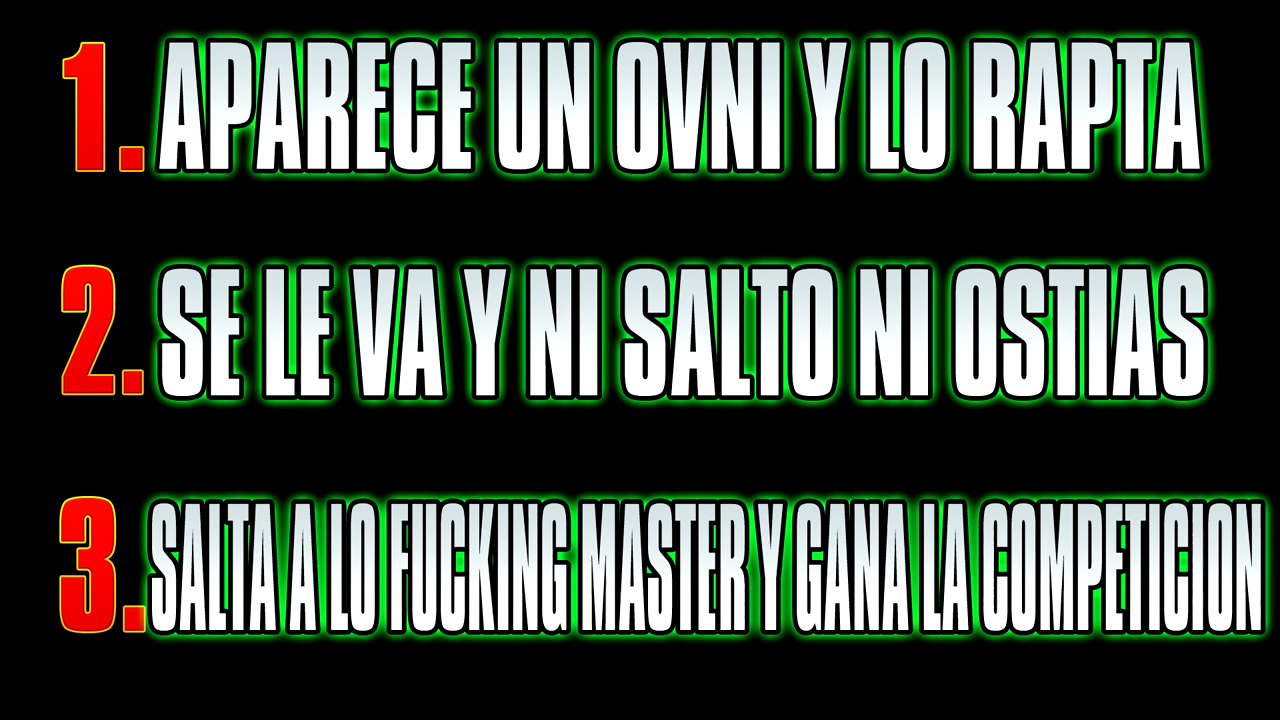 1. APARECE UN OVNI Y LO RAPTA
2. SE LE VA Y NI SALTO NI OSTIAS
3. SALTA A LO FUCKING MASTER Y GANA LA COMPETICION